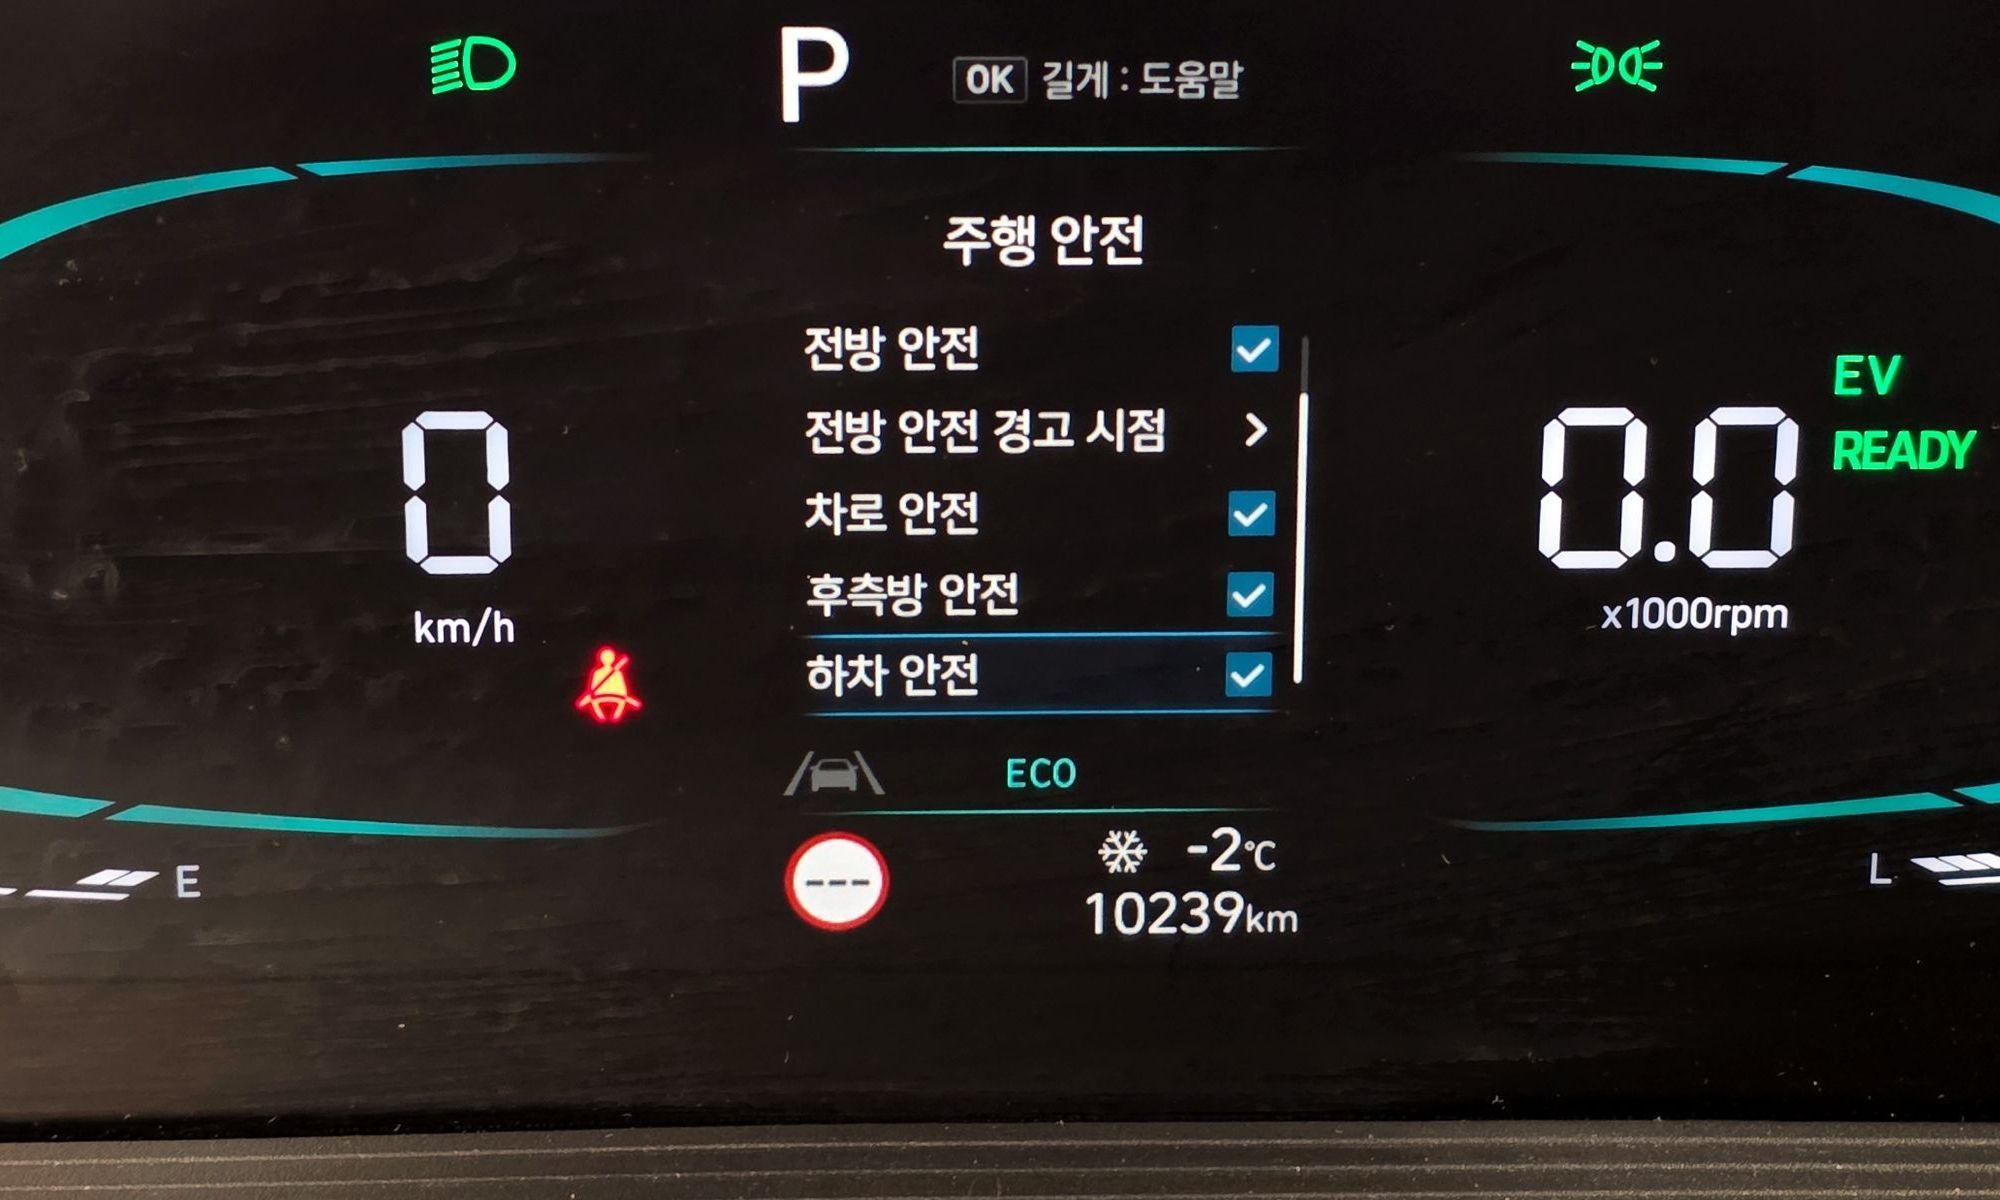 P
OK 길게 : 도움말
주행 안전
전방 안전
전방 안전 경고 시점
차로 안전
후측방 안전
하차 안전
0
km/h
0.0
x1000rpm
EV
READY
ECO
---
-2°C
10239km
E
L